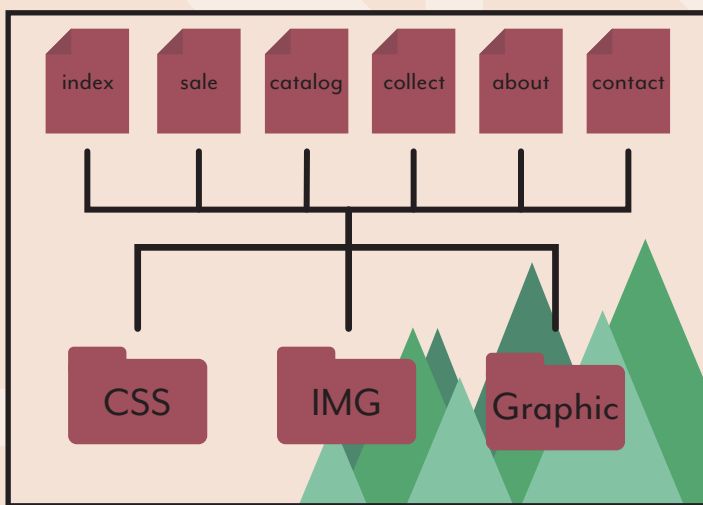 index
sale
catalog
collect
about
contact
CSS
IMG
Graphic